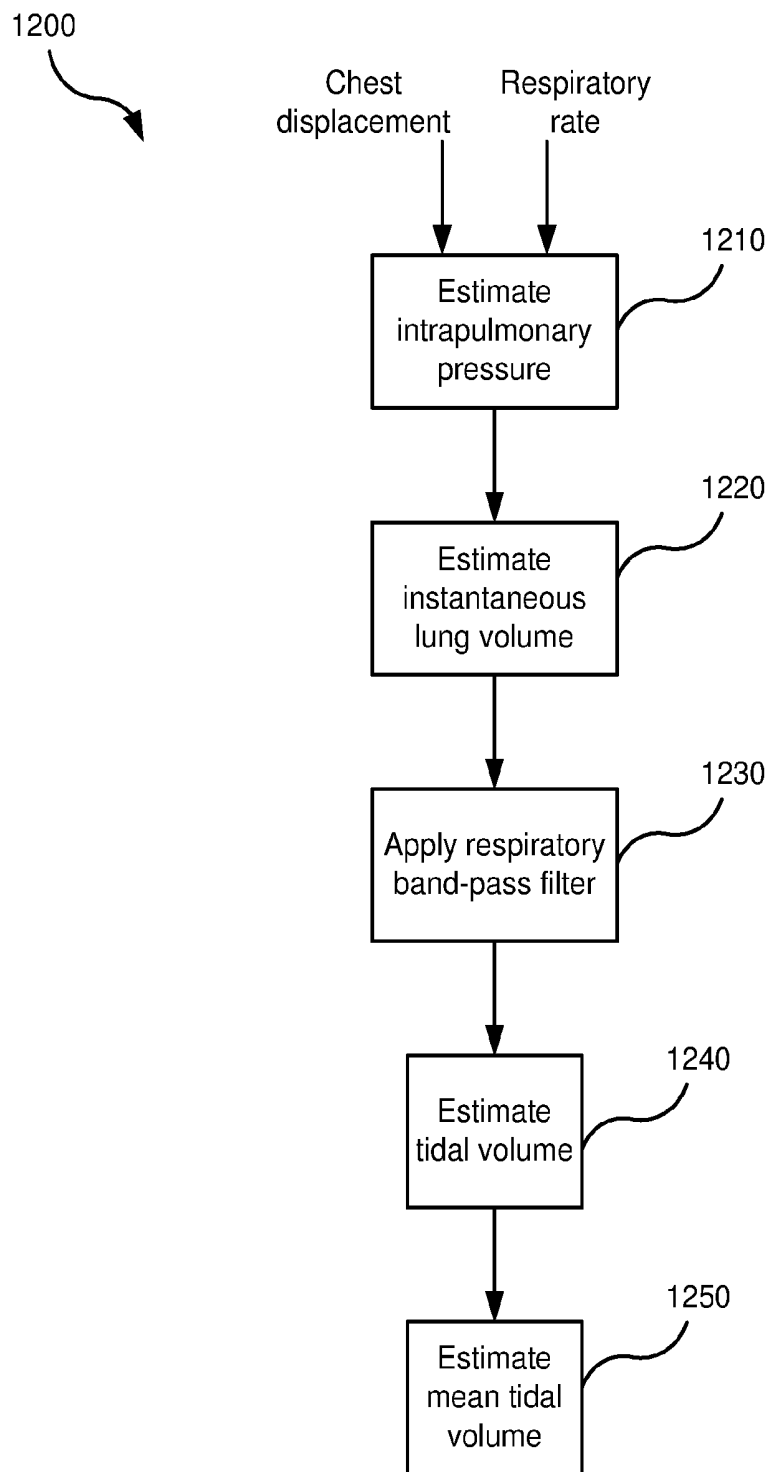 1200
Chest
displacement
Respiratory
rate
1210
Estimate
intrapulmonary
pressure
1220
Estimate
instantaneous
lung volume
1230
Apply respiratory
band-pass filter
1240
Estimate
tidal volume
1250
Estimate
mean tidal
volume